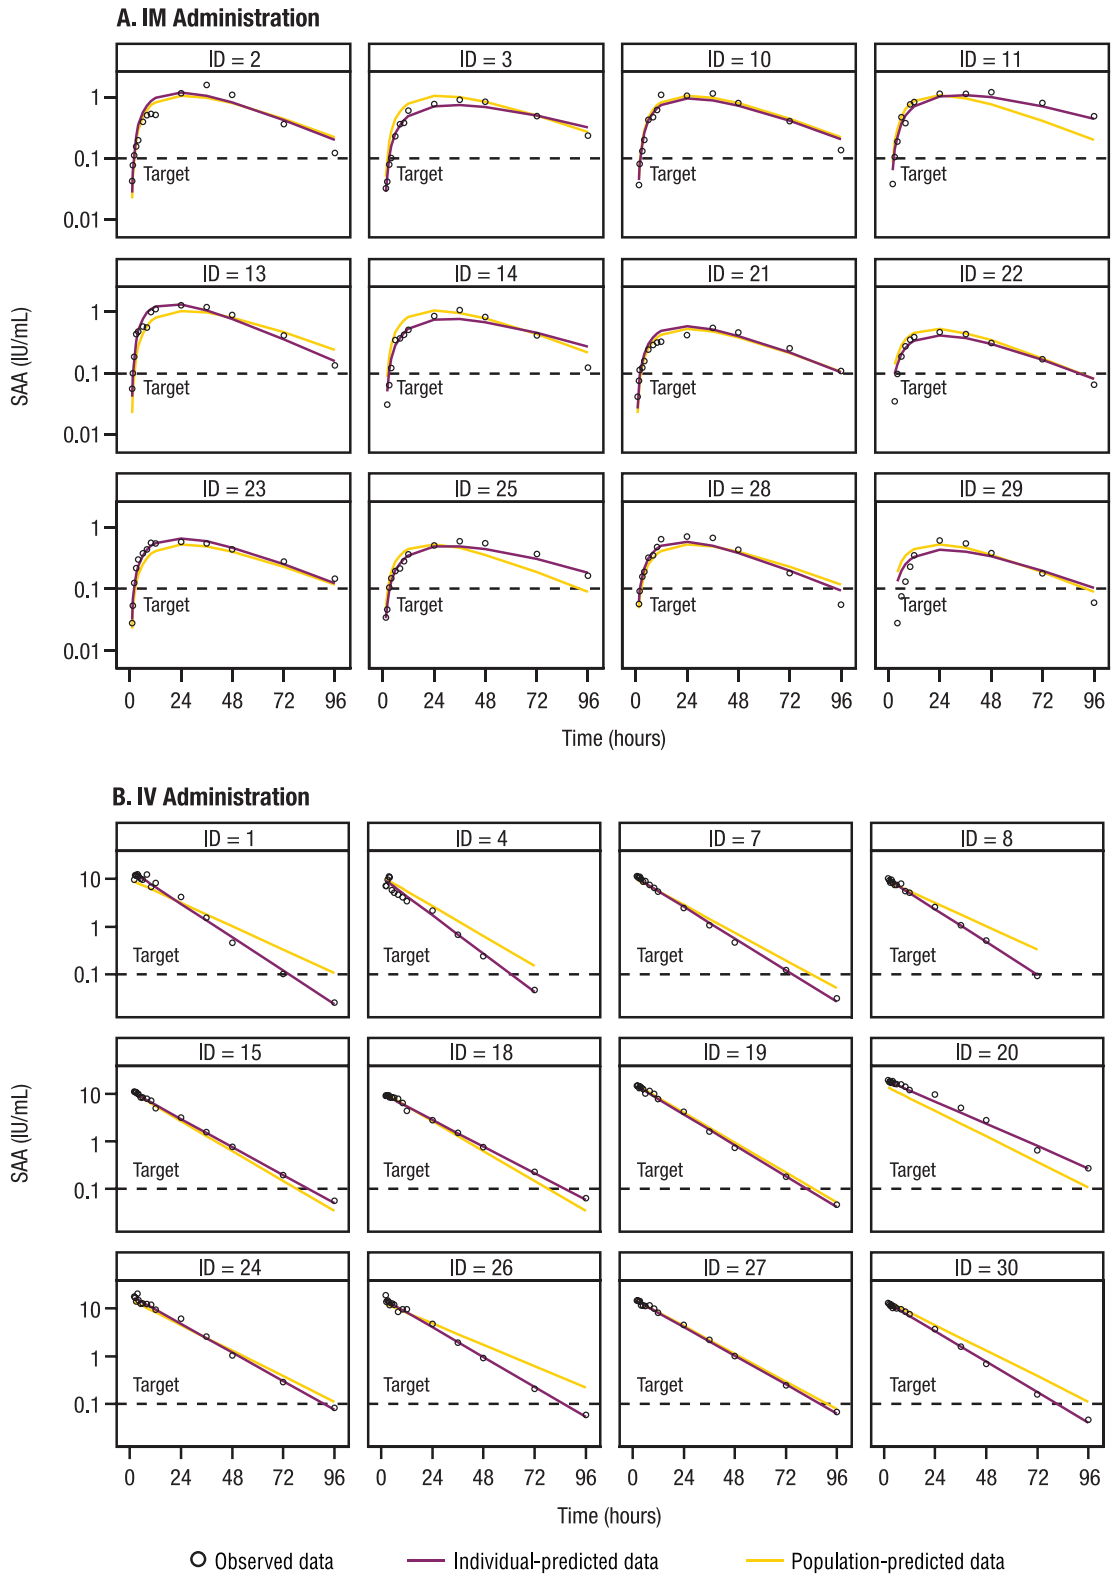 A. IM Administration
ID = 2 ID = 3 ID = 10 ID = 11
1
0.1
0.01
Target Target Target Target
ID = 13 ID = 14 ID = 21 ID = 22
1
0.1
0.01
Target Target Target Target
SAA (IU/mL)
ID = 23 ID = 25 ID = 28 ID = 29
1
0.1
0.01
Target Target Target Target
0 24 48 72 96 0 24 48 72 96 0 24 48 72 96 0 24 48 72 96
Time (hours)
B. IV Administration
ID = 1 ID = 4 ID = 7 ID = 8
10
1
0.1
Target Target Target Target
ID = 15 ID = 18 ID = 19 ID = 20
10
1
0.1
Target Target Target Target
SAA (IU/mL)
ID = 24 ID = 26 ID = 27 ID = 30
10
1
0.1
Target Target Target Target
0 24 48 72 96 0 24 48 72 96 0 24 48 72 96 0 24 48 72 96
Time (hours)
Observed data Individual-predicted data Population-predicted data